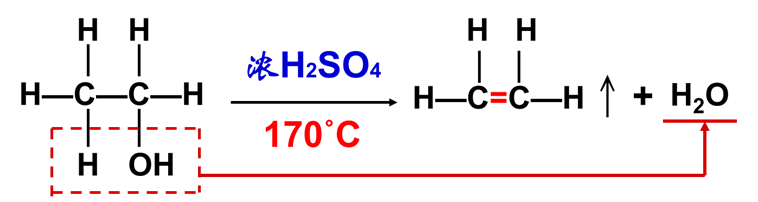 H H H H
浓H₂SO₄
H—C—C—H H—C=C—H ↑ + H₂O
170°C
H OH